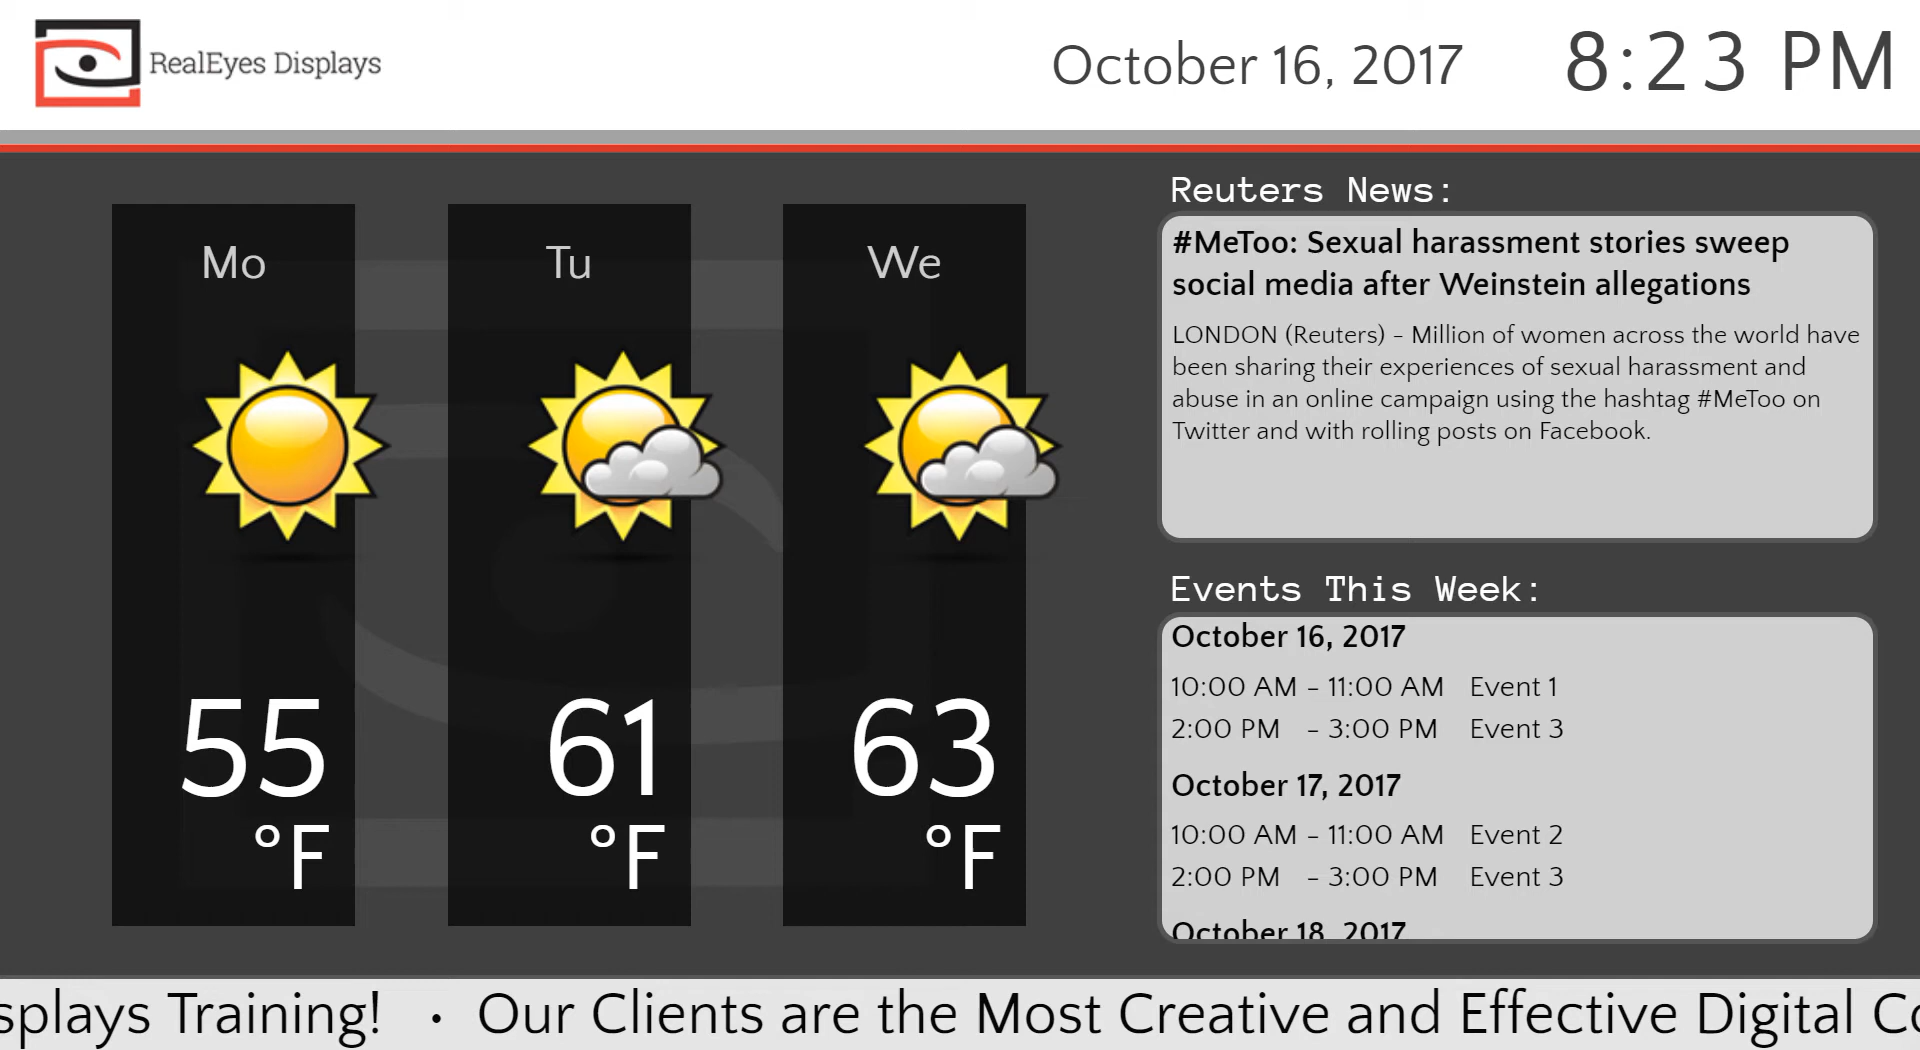 RealEyes Displays
October 16, 2017
8:23 PM
Mo
Tu
We
55
°F
61
°F
63
°F
Reuters News:
#MeToo: Sexual harassment stories sweep
social media after Weinstein allegations
LONDON (Reuters) - Million of women across the world have
been sharing their experiences of sexual harassment and
abuse in an online campaign using the hashtag #MeToo on
Twitter and with rolling posts on Facebook.
Events This Week:
October 16, 2017
10:00 AM - 11:00 AM Event 1
2:00 PM - 3:00 PM Event 3
October 17, 2017
10:00 AM - 11:00 AM Event 2
2:00 PM - 3:00 PM Event 3
October 18, 2017
splays Training! • Our Clients are the Most Creative and Effective Digital Co